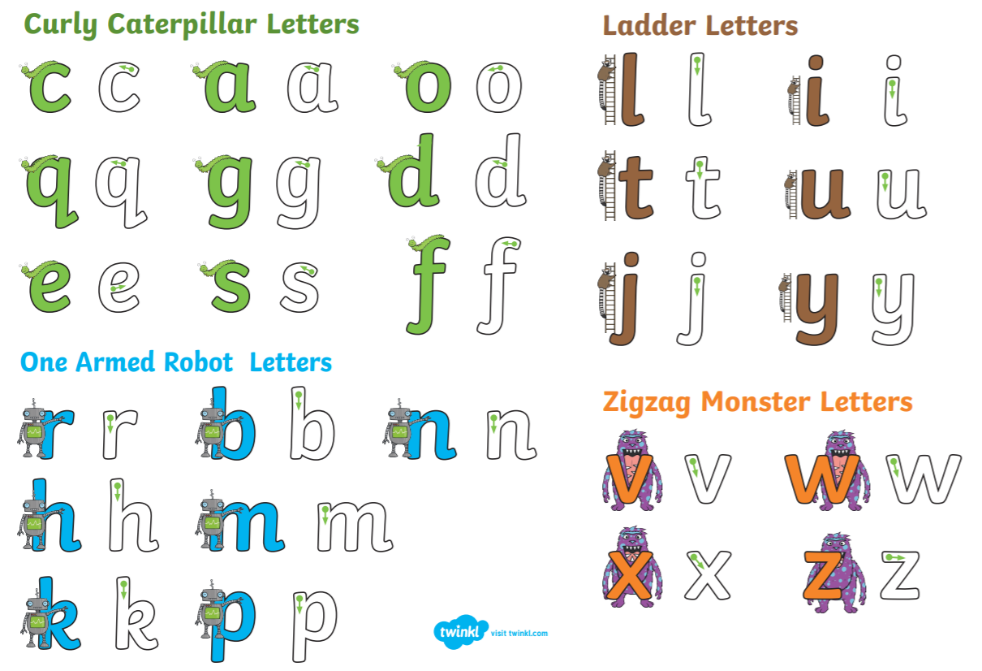 Curly Caterpillar Letters
c c a a o o
q q g g d d
e e s s f f
One Armed Robot Letters
r r b b n n
h h m m
k k p p
Ladder Letters
l l i i
t t u u
j j y y
Zigzag Monster Letters
v v w w
x x z z
twinkl visit twinkl.com